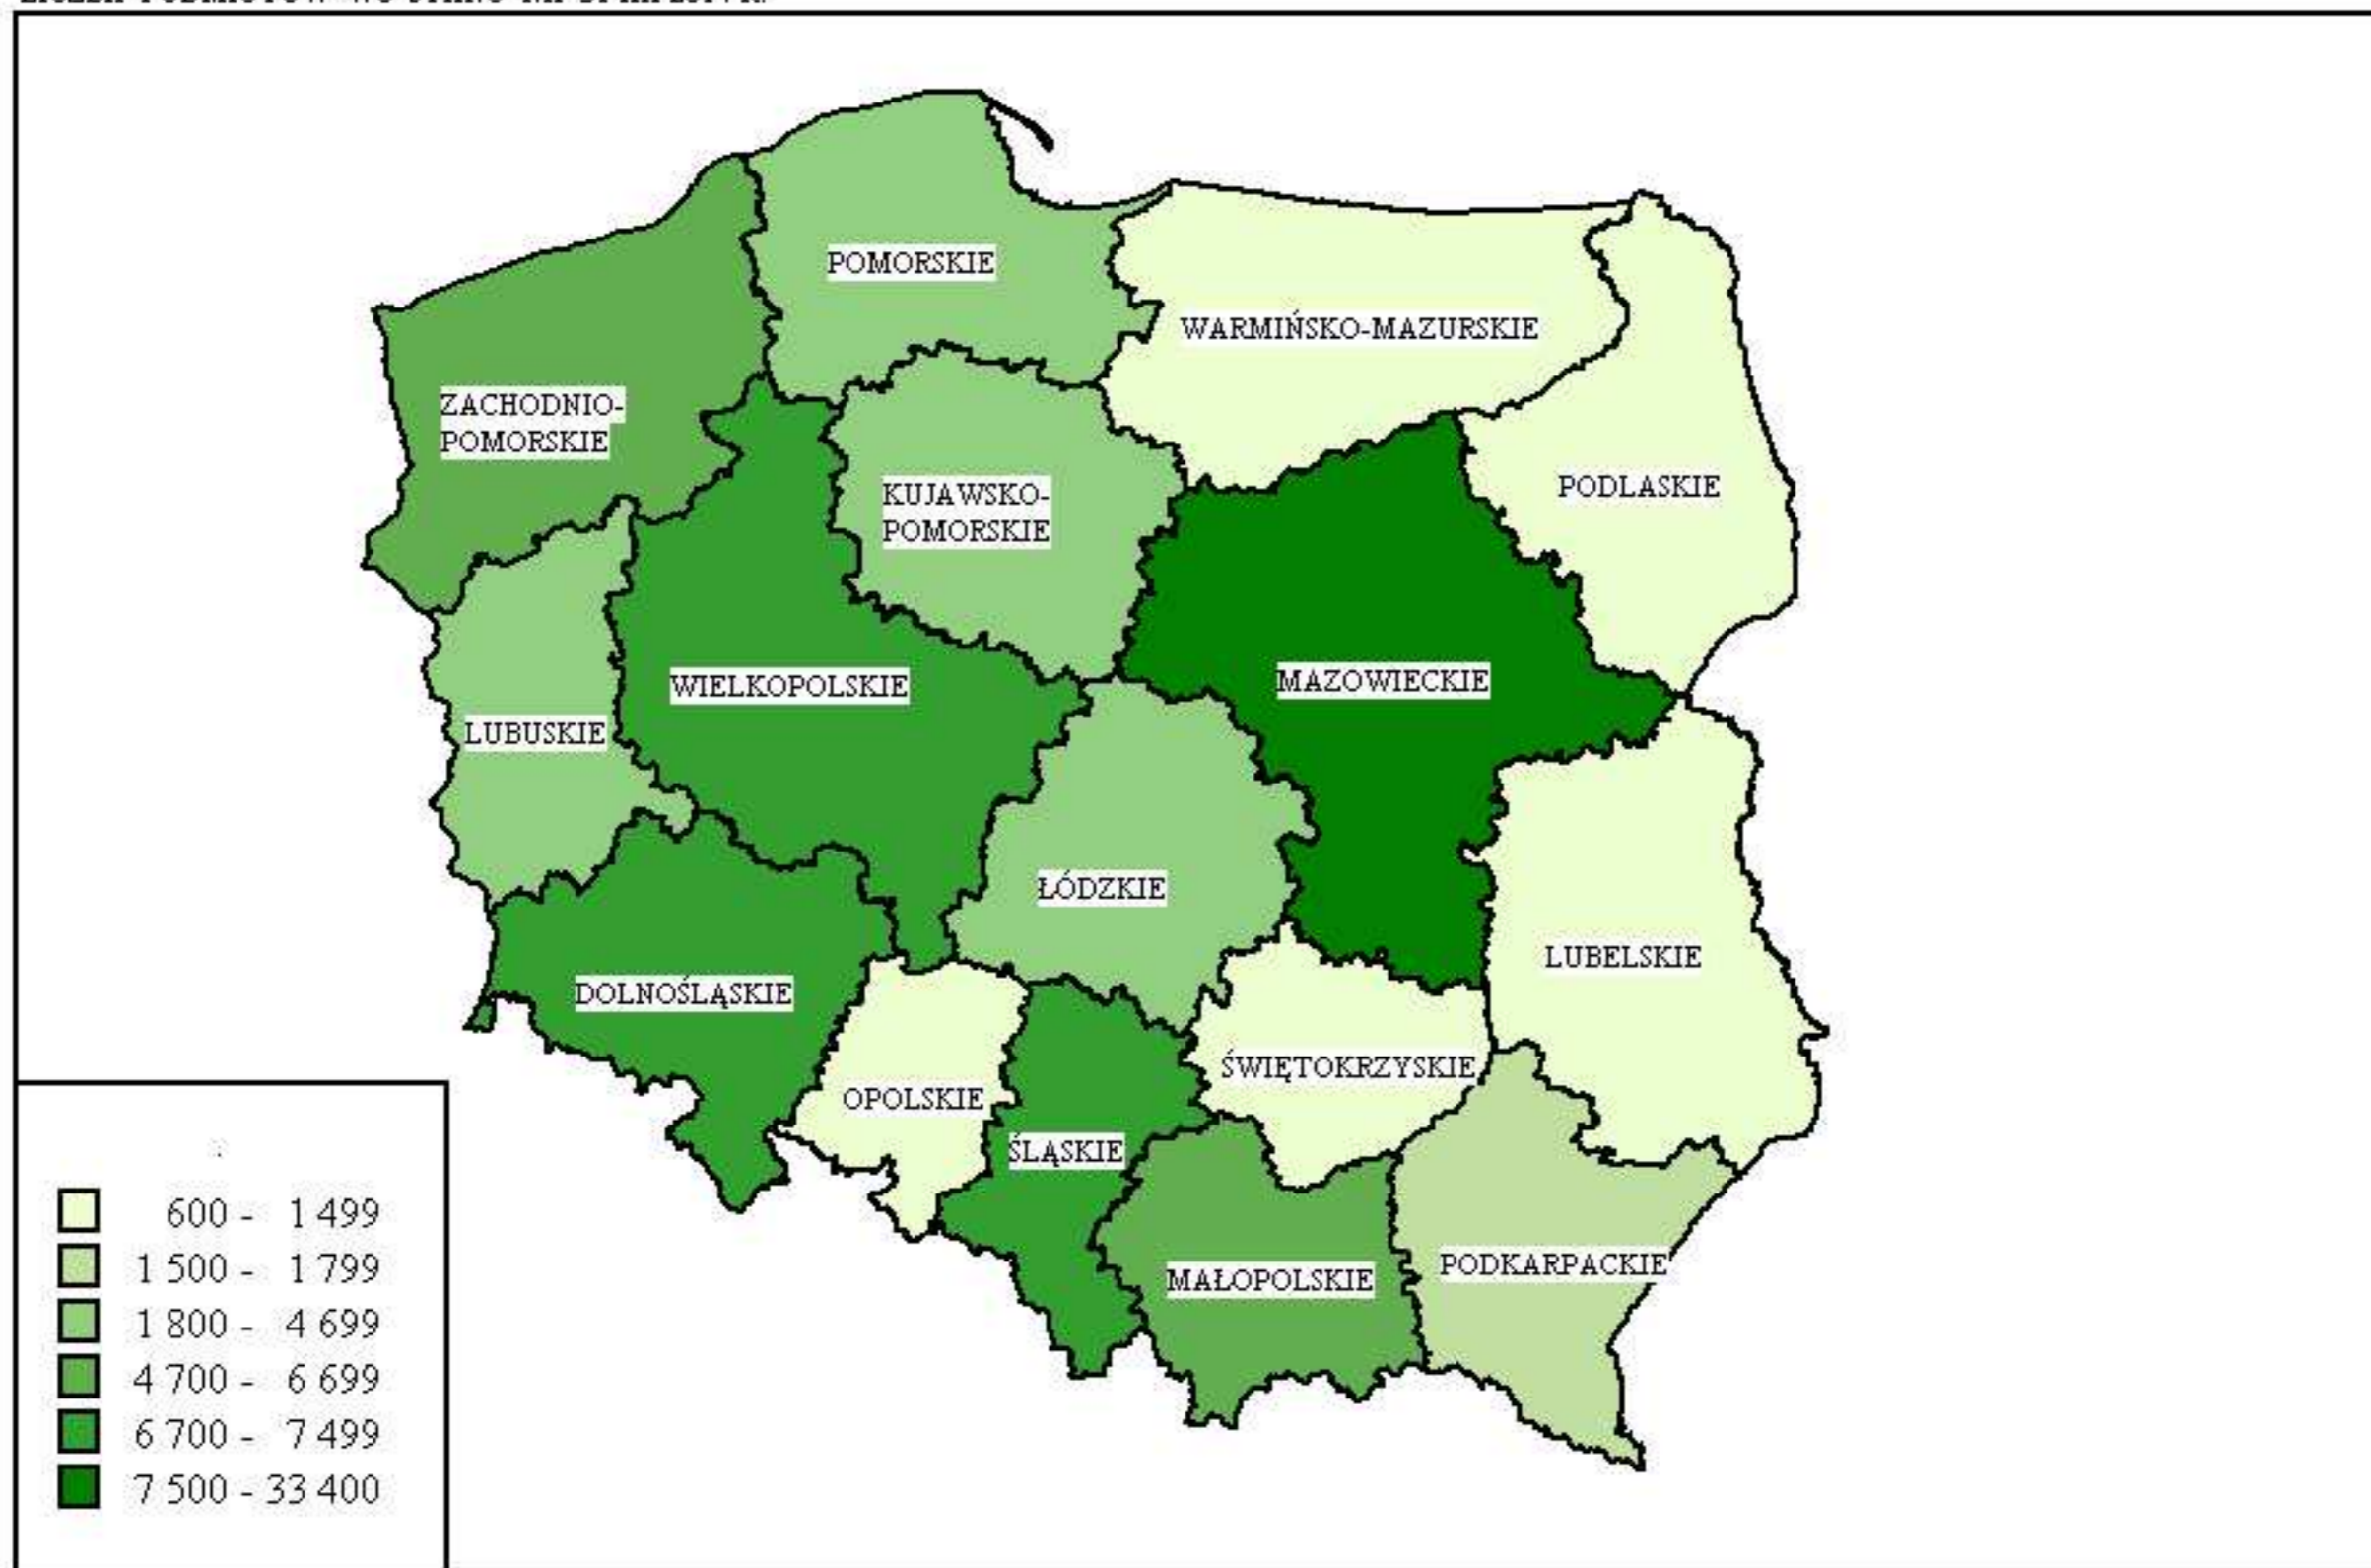 POMORSKIE
WARMIŃSKO-MAZURSKIE
ZACHODNIO-
POMORSKIE
KUJAWSKO-
POMORSKIE
PODLASKIE
WIELKOPOLSKIE
MAZOWIECKIE
LUBUSKIE
ŁÓDZKIE
LUBELSKIE
DOLNOŚLĄSKIE
ŚWIĘTOKRZYSKIE
OPOLSKIE
ŚLĄSKIE
PODKARPACKIE
MAŁOPOLSKIE
600 - 1 499
1 500 - 1 799
1 800 - 4 699
4 700 - 6 699
6 700 - 7 499
7 500 - 33 400